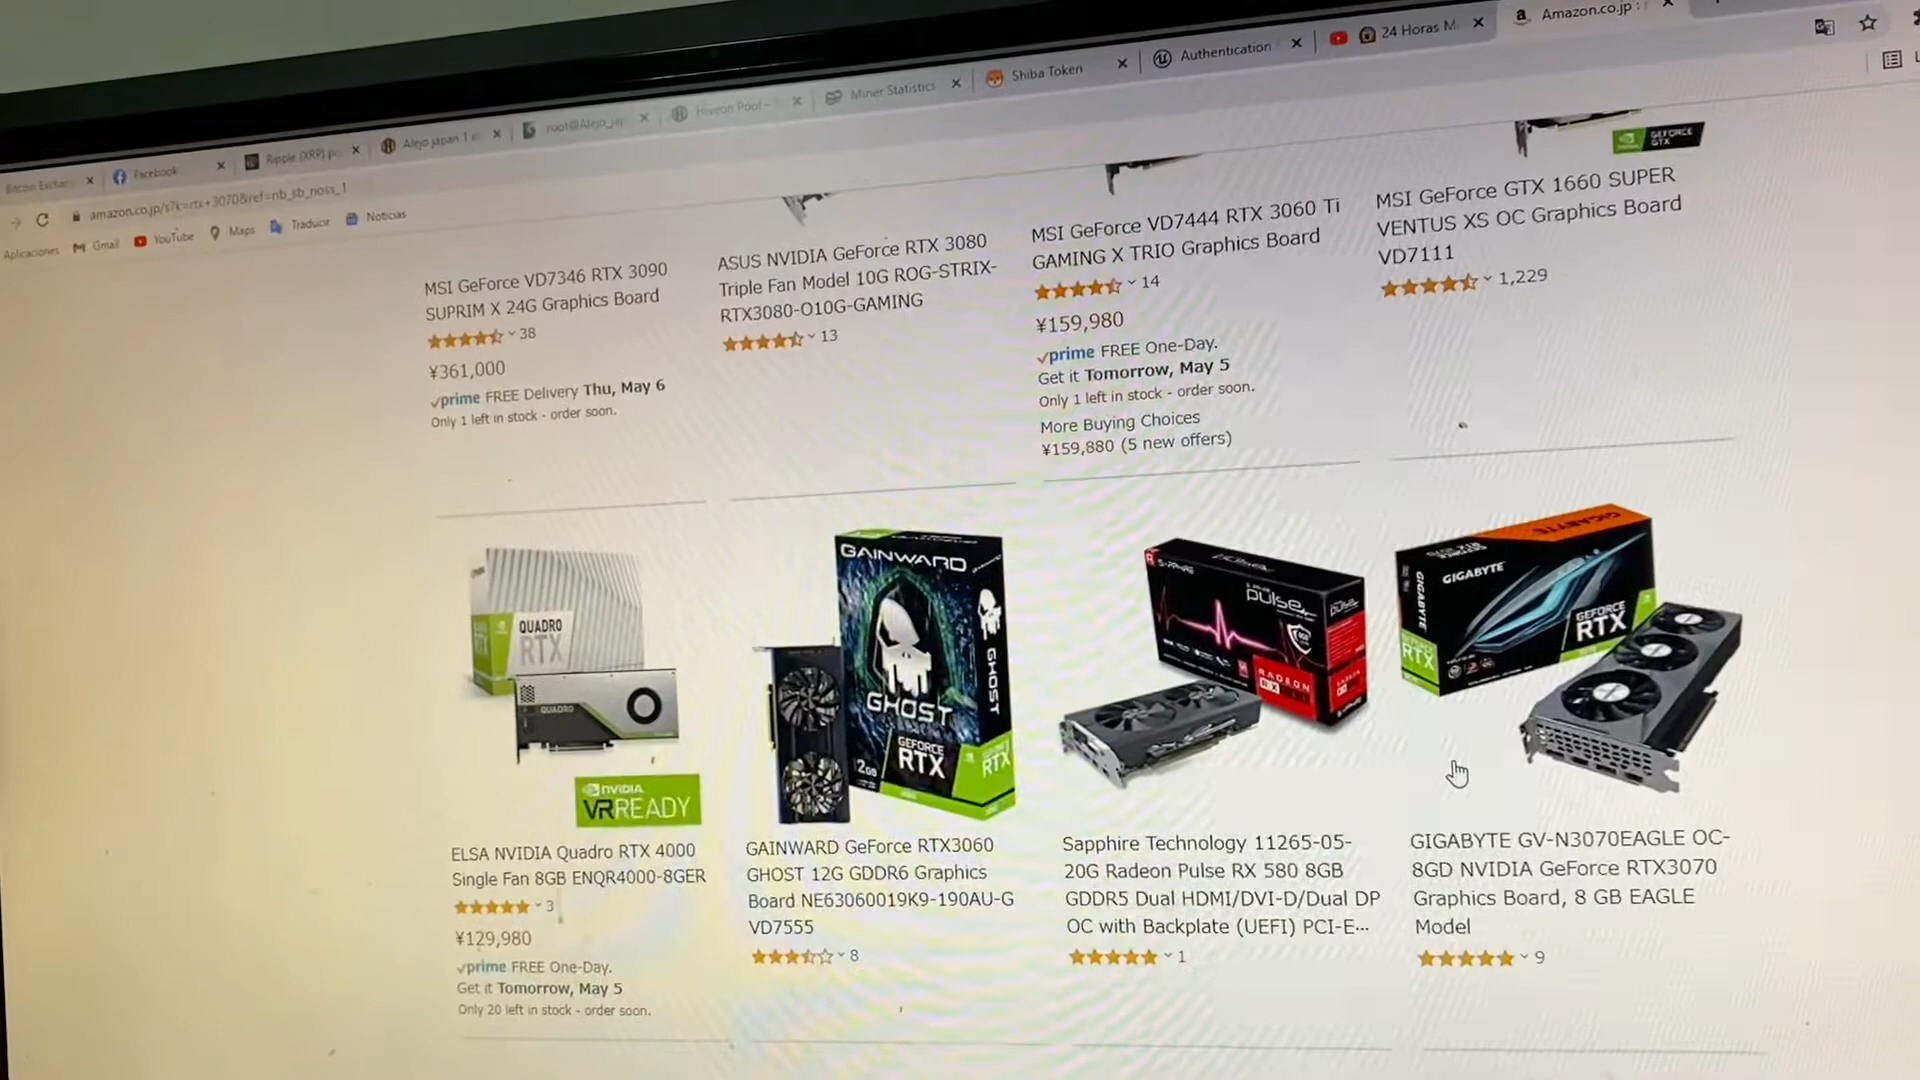 Amazon.co.jp :
24 Horas M
Authentication
Shiba Token
Miner Statistics
Hiveon Pool -
root@Alejo_jap
Alejo japan 1
Ripple (XRP)
Facebook
Bitcoin Exchan
amazon.co.jp/s?k=rtx+3070&ref=nb_sb_noss_1
Aplicaciones
Gmail
YouTube
Maps
Traducir
Noticias
GEFORCE
GTX
MSI GeForce VD7346 RTX 3090
SUPRIM X 24G Graphics Board
38
¥361,000
prime FREE Delivery Thu, May 6
Only 1 left in stock - order soon.
ASUS NVIDIA GeForce RTX 3080
Triple Fan Model 10G ROG-STRIX-
RTX3080-O10G-GAMING
13
MSI GeForce VD7444 RTX 3060 Ti
GAMING X TRIO Graphics Board
14
¥159,980
prime FREE One-Day.
Get it Tomorrow, May 5
Only 1 left in stock - order soon.
More Buying Choices
¥159,880 (5 new offers)
MSI GeForce GTX 1660 SUPER
VENTUS XS OC Graphics Board
VD7111
1,229
QUADRO
RTX
QUADRO
NVIDIA
VR READY
GAINWARD
GHOST
GHOST
GEFORCE
RTX
RTX
SAPPHIRE
PULSE
pulse
RADEON
RX
GIGABYTE
GIGABYTE
GIGABYTE
GEFORCE
RTX
RTX
ELSA NVIDIA Quadro RTX 4000
Single Fan 8GB ENQR4000-8GER
3
¥129,980
prime FREE One-Day.
Get it Tomorrow, May 5
Only 20 left in stock - order soon.
GAINWARD GeForce RTX3060
GHOST 12G GDDR6 Graphics
Board NE63060019K9-190AU-G
VD7555
8
Sapphire Technology 11265-05-
20G Radeon Pulse RX 580 8GB
GDDR5 Dual HDMI/DVI-D/Dual DP
OC with Backplate (UEFI) PCI-E…
1
GIGABYTE GV-N3070EAGLE OC-
8GD NVIDIA GeForce RTX3070
Graphics Board, 8 GB EAGLE
Model
9